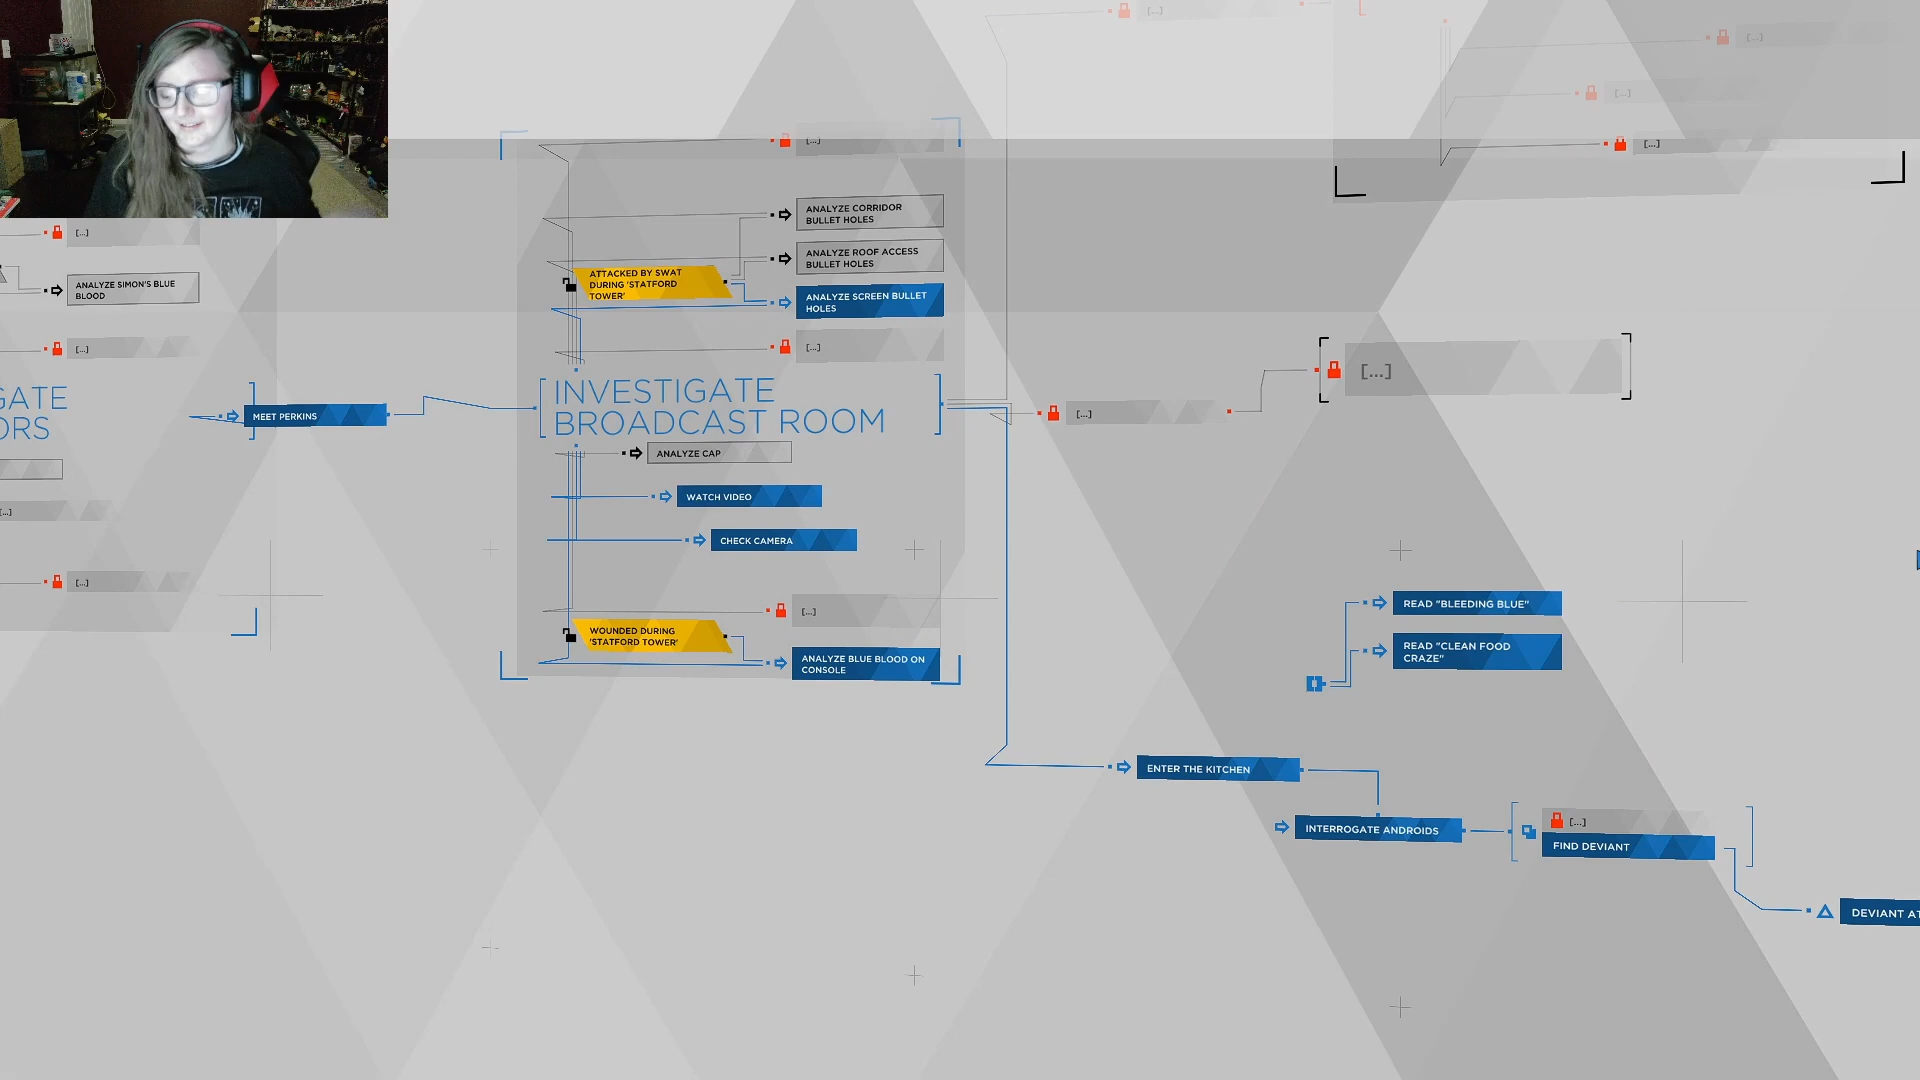 [...]
[...]
[...]
[...]
[...]
ANALYZE CORRIDOR
BULLET HOLES
[...]
ANALYZE ROOF ACCESS
BULLET HOLES
ATTACKED BY SWAT
DURING 'STATFORD
TOWER'
ANALYZE SIMON'S BLUE
BLOOD
ANALYZE SCREEN BULLET
HOLES
[...]
[...]
[...]
GATE
ORS
MEET PERKINS
INVESTIGATE
BROADCAST ROOM
[...]
ANALYZE CAP
WATCH VIDEO
[...]
CHECK CAMERA
[...]
[...]
READ "BLEEDING BLUE"
WOUNDED DURING
'STATFORD TOWER'
READ "CLEAN FOOD
CRAZE"
ANALYZE BLUE BLOOD ON
CONSOLE
ENTER THE KITCHEN
[...]
INTERROGATE ANDROIDS
FIND DEVIANT
DEVIANT AT